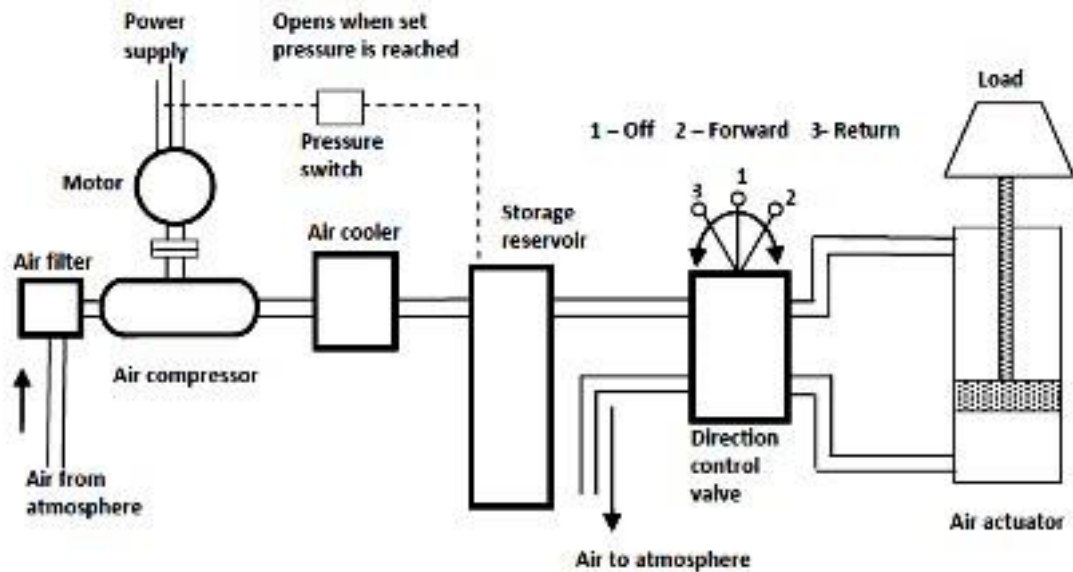 Power
supply
Opens when set
pressure is reached
Load
1 – Off 2 – Forward 3- Return
Pressure
switch
Motor
3
1
2
Storage
reservoir
Air cooler
Air filter
Air compressor
Direction
control
valve
Air from
atmosphere
Air actuator
Air to atmosphere